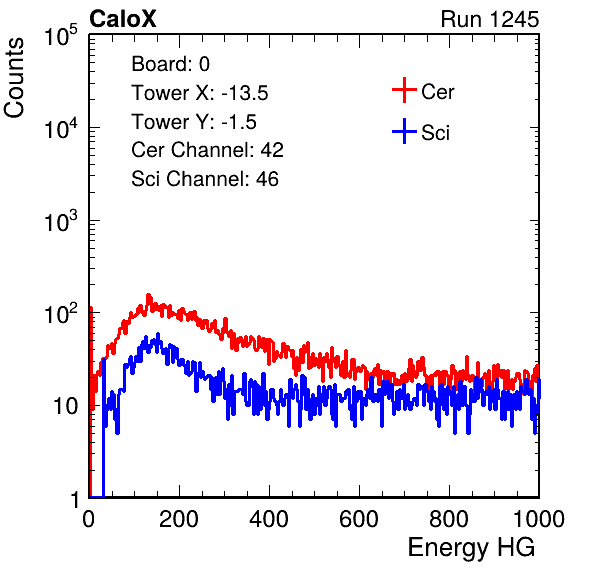 CaloX Run 1245
Counts
10^5
10^4
10^3
10^2
10
1
Board: 0
Tower X: -13.5
Tower Y: -1.5
Cer Channel: 42
Sci Channel: 46
Cer
Sci
0 200 400 600 800 1000
Energy HG